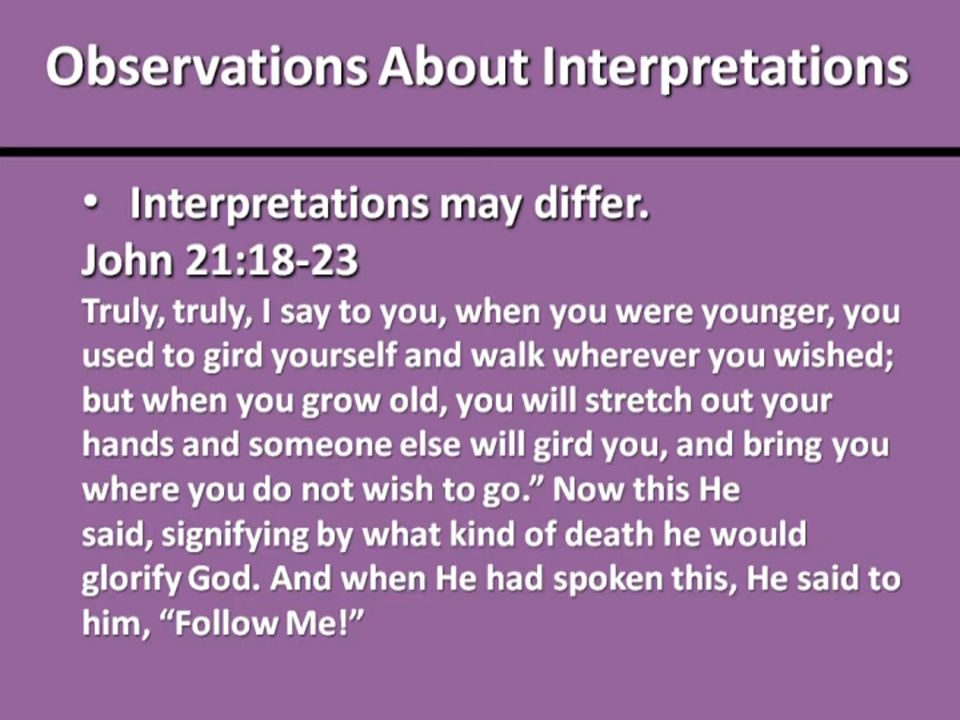 Observations About Interpretations
• Interpretations may differ.
John 21:18-23
Truly, truly, I say to you, when you were younger, you
used to gird yourself and walk wherever you wished;
but when you grow old, you will stretch out your
hands and someone else will gird you, and bring you
where you do not wish to go.” Now this He
said, signifying by what kind of death he would
glorify God. And when He had spoken this, He said to
him, “Follow Me!”